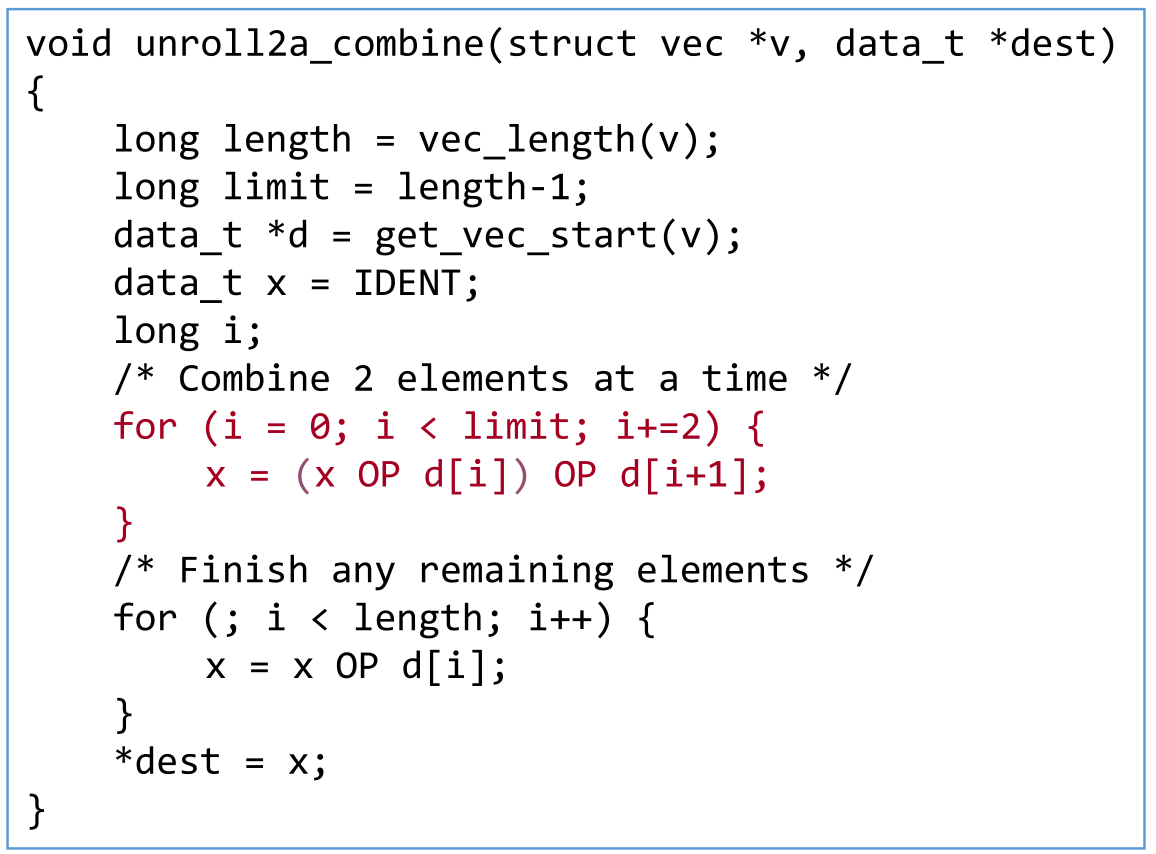 void unroll2a_combine(struct vec *v, data_t *dest)
{
    long length = vec_length(v);
    long limit = length-1;
    data_t *d = get_vec_start(v);
    data_t x = IDENT;
    long i;
    /* Combine 2 elements at a time */
    for (i = 0; i < limit; i+=2) {
        x = (x OP d[i]) OP d[i+1];
    }
    /* Finish any remaining elements */
    for (; i < length; i++) {
        x = x OP d[i];
    }
    *dest = x;
}